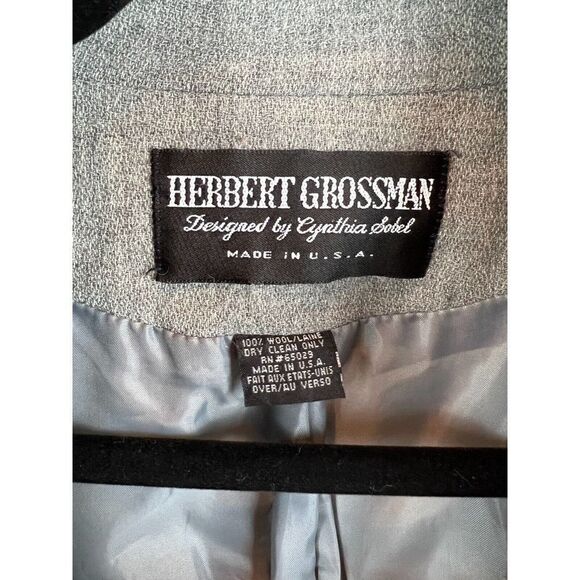 HERBERT GROSSMAN
Designed by Cynthia Sobel
MADE IN U.S.A.
100% WOOL/LAINE
DRY CLEAN ONLY
RN#65029
MADE IN U.S.A
FAIT AUX ETATS-UNIS
OVER/AU VERSO